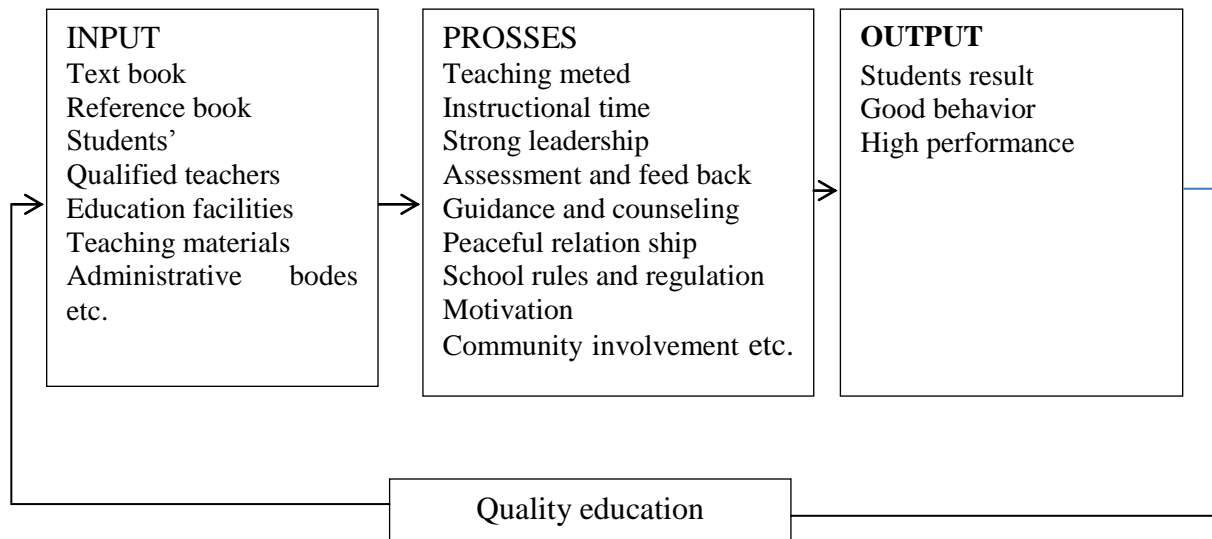 INPUT
Text book
Reference book
Students’
Qualified teachers
Education facilities
Teaching materials
Administrative bodes
etc.
PROSSES
Teaching meted
Instructional time
Strong leadership
Assessment and feed back
Guidance and counseling
Peaceful relation ship
School rules and regulation
Motivation
Community involvement etc.
OUTPUT
Students result
Good behavior
High performance
Quality education